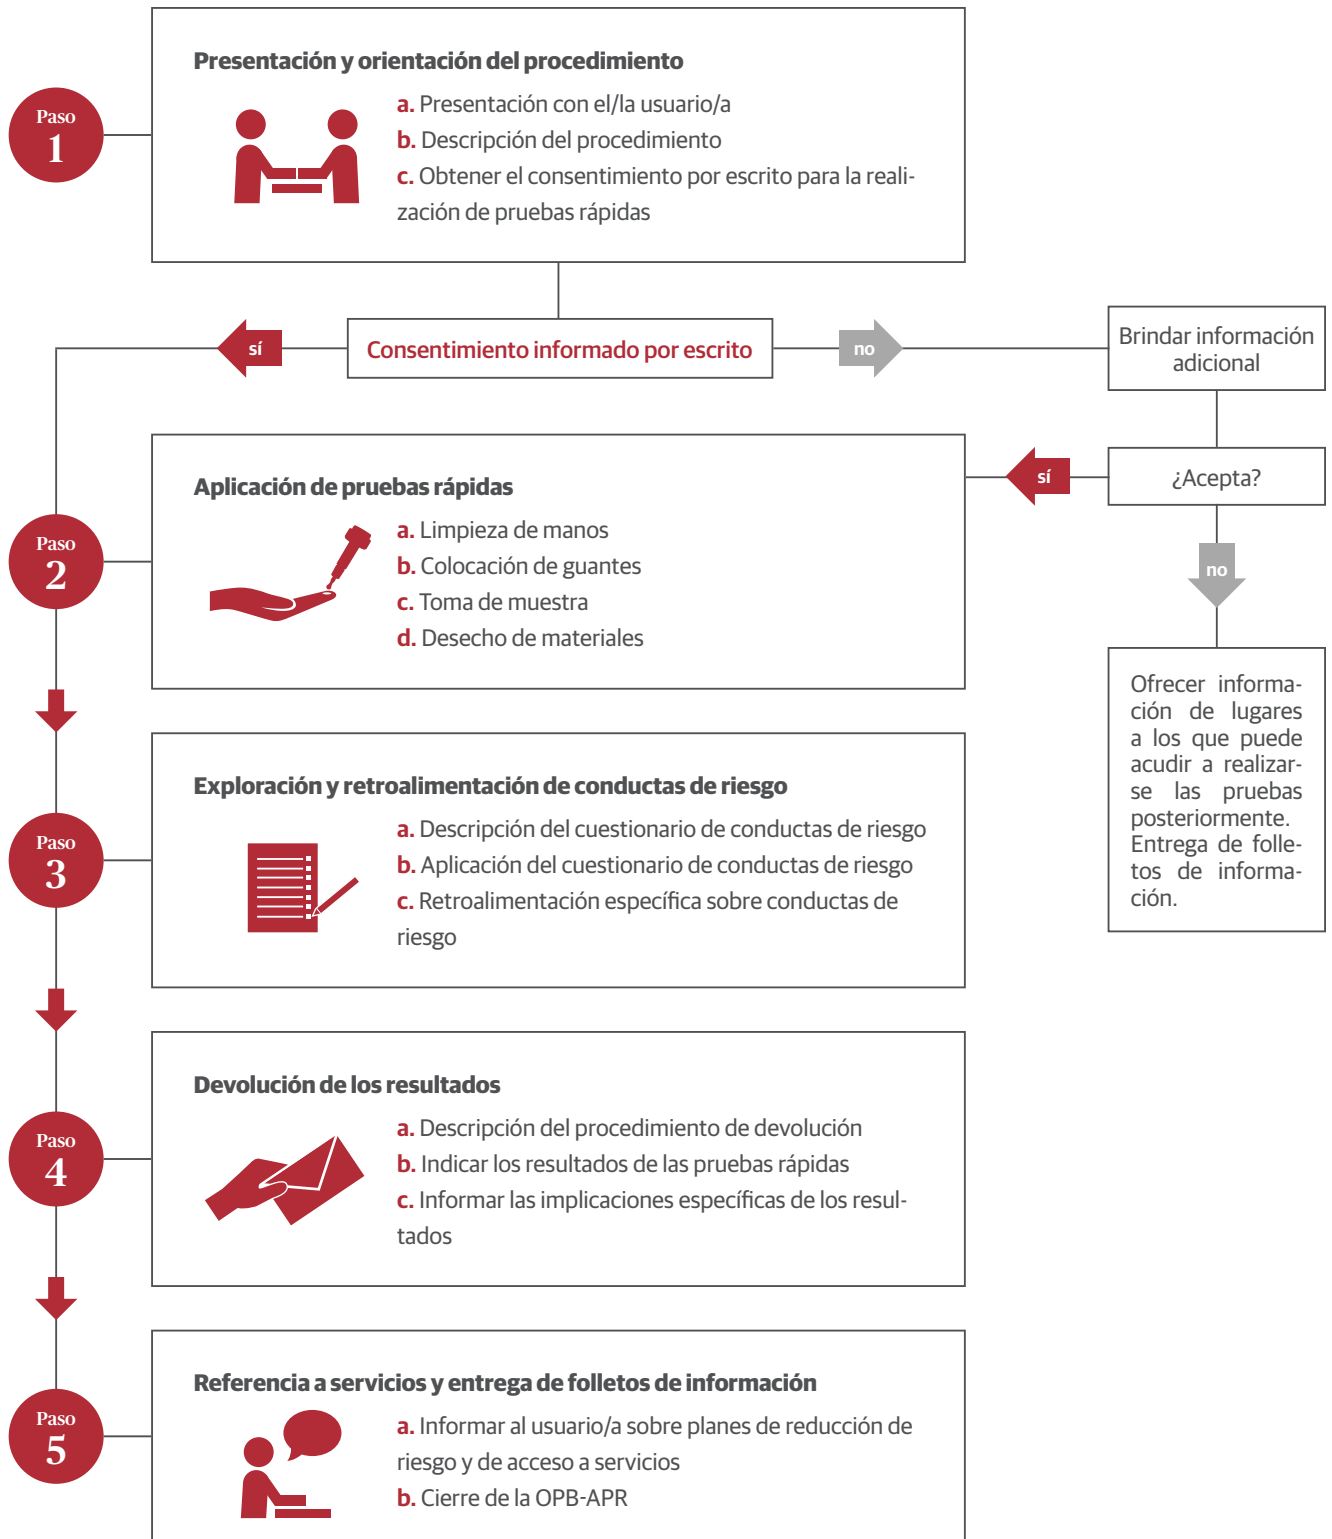 Paso
1
Presentación y orientación del procedimiento
a. Presentación con el/la usuario/a
b. Descripción del procedimiento
c. Obtener el consentimiento por escrito para la reali-
zación de pruebas rápidas
sí
Consentimiento informado por escrito
no
Brindar información
adicional
¿Acepta?
sí
no
Ofrecer informa-
ción de lugares
a los que puede
acudir a realizar-
se las pruebas
posteriormente.
Entrega de folle-
tos de informa-
ción.
Paso
2
Aplicación de pruebas rápidas
a. Limpieza de manos
b. Colocación de guantes
c. Toma de muestra
d. Desecho de materiales
Paso
3
Exploración y retroalimentación de conductas de riesgo
a. Descripción del cuestionario de conductas de riesgo
b. Aplicación del cuestionario de conductas de riesgo
c. Retroalimentación específica sobre conductas de
riesgo
Paso
4
Devolución de los resultados
a. Descripción del procedimiento de devolución
b. Indicar los resultados de las pruebas rápidas
c. Informar las implicaciones específicas de los resul-
tados
Paso
5
Referencia a servicios y entrega de folletos de información
a. Informar al usuario/a sobre planes de reducción de
riesgo y de acceso a servicios
b. Cierre de la OPB-APR